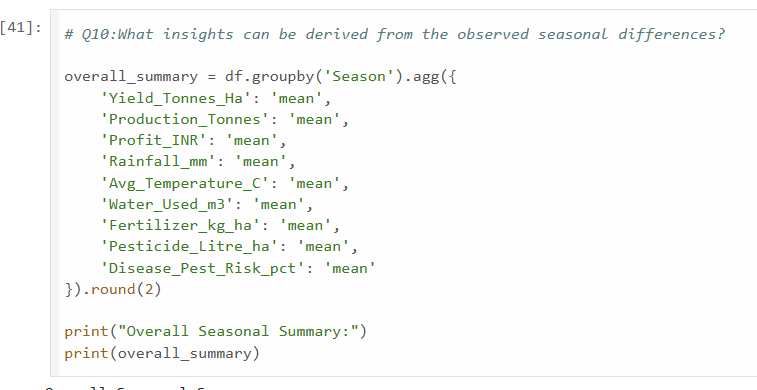 [41]:
# Q10:What insights can be derived from the observed seasonal differences?
overall_summary = df.groupby('Season').agg({
    'Yield_Tonnes_Ha': 'mean',
    'Production_Tonnes': 'mean',
    'Profit_INR': 'mean',
    'Rainfall_mm': 'mean',
    'Avg_Temperature_C': 'mean',
    'Water_Used_m3': 'mean',
    'Fertilizer_kg_ha': 'mean',
    'Pesticide_Litre_ha': 'mean',
    'Disease_Pest_Risk_pct': 'mean'
}).round(2)
print("Overall Seasonal Summary:")
print(overall_summary)